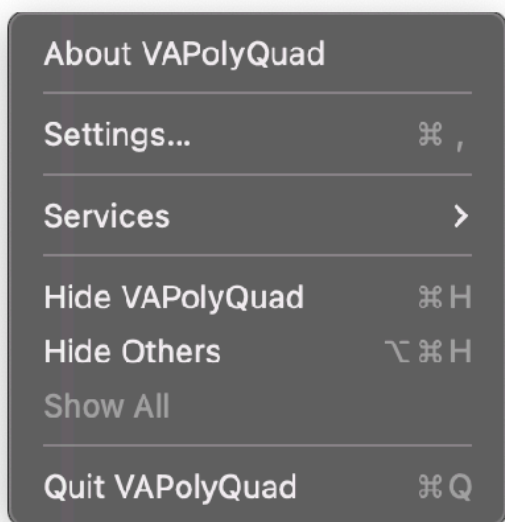 About VAPolyQuad
Settings... ⌘ ,
Services >
Hide VAPolyQuad ⌘ H
Hide Others ⌥ ⌘ H
Show All
Quit VAPolyQuad ⌘ Q